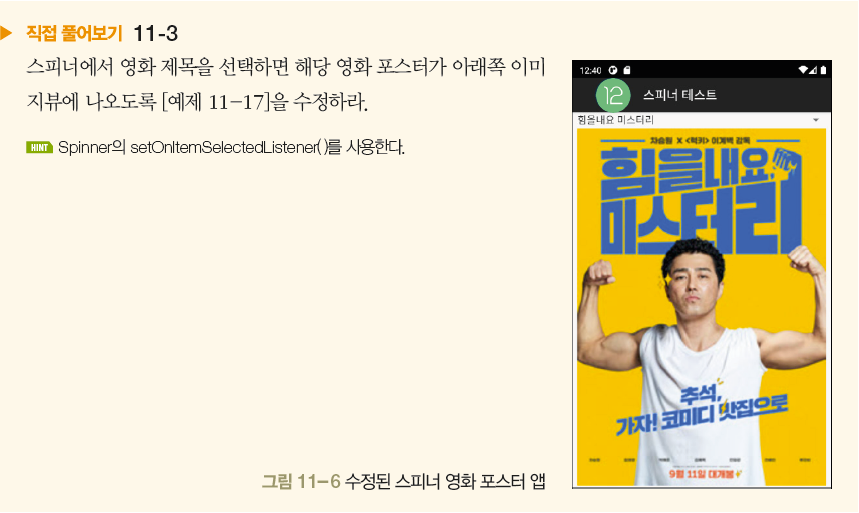 ▶ 직접 풀어보기 11-3
스피너에서 영화 제목을 선택하면 해당 영화 포스터가 아래쪽 이미
지뷰에 나오도록 [예제 11-17]을 수정하라.
HINT Spinner의 setOnItemSelectedListener( )를 사용한다.
12:40
12 스피너 테스트
힘을내요 미스터리
차승원 X <럭키> 이계벽 감독
힘을내요,
미스터리
추석,
가자! 코미디 맛집으로
9월 11일 대개봉
그림 11-6 수정된 스피너 영화 포스터 앱